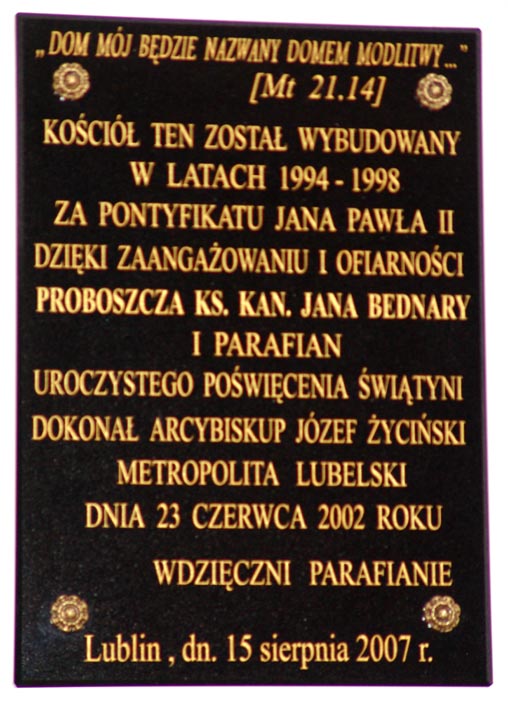 „DOM MÓJ BĘDZIE NAZWANY DOMEM MODLITWY..."
[Mt 21.14]
KOŚCIÓŁ TEN ZOSTAŁ WYBUDOWANY
W LATACH 1994 - 1998
ZA PONTYFIKATU JANA PAWŁA II
DZIĘKI ZAANGAŻOWANIU I OFIARNOŚCI
PROBOSZCZA KS. KAN. JANA BEDNARY
I PARAFIAN
UROCZYSTEGO POŚWIĘCENIA ŚWIĄTYNI
DOKONAŁ ARCYBISKUP JÓZEF ŻYCIŃSKI
METROPOLITA LUBELSKI
DNIA 23 CZERWCA 2002 ROKU
WDZIĘCZNI PARAFIANIE
Lublin , dn. 15 sierpnia 2007 r.